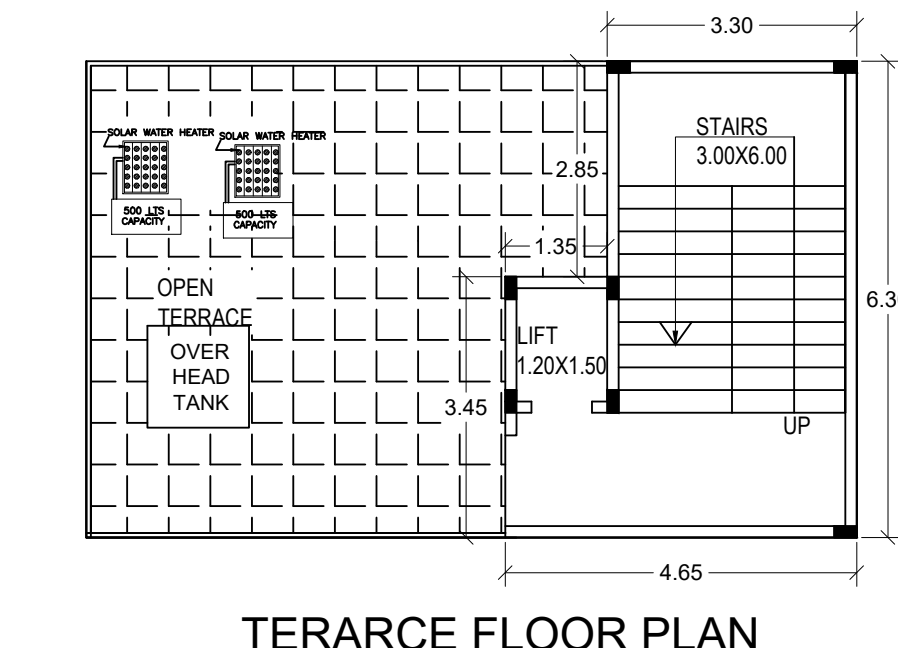 3.30
SOLAR WATER HEATER
SOLAR WATER HEATER
500 LTS
CAPACITY
500 LTS
CAPACITY
2.85
STAIRS
3.00X6.00
1.35
OPEN
TERRACE
OVER
HEAD
TANK
LIFT
1.20X1.50
3.45
UP
4.65
TERARCE FLOOR PLAN